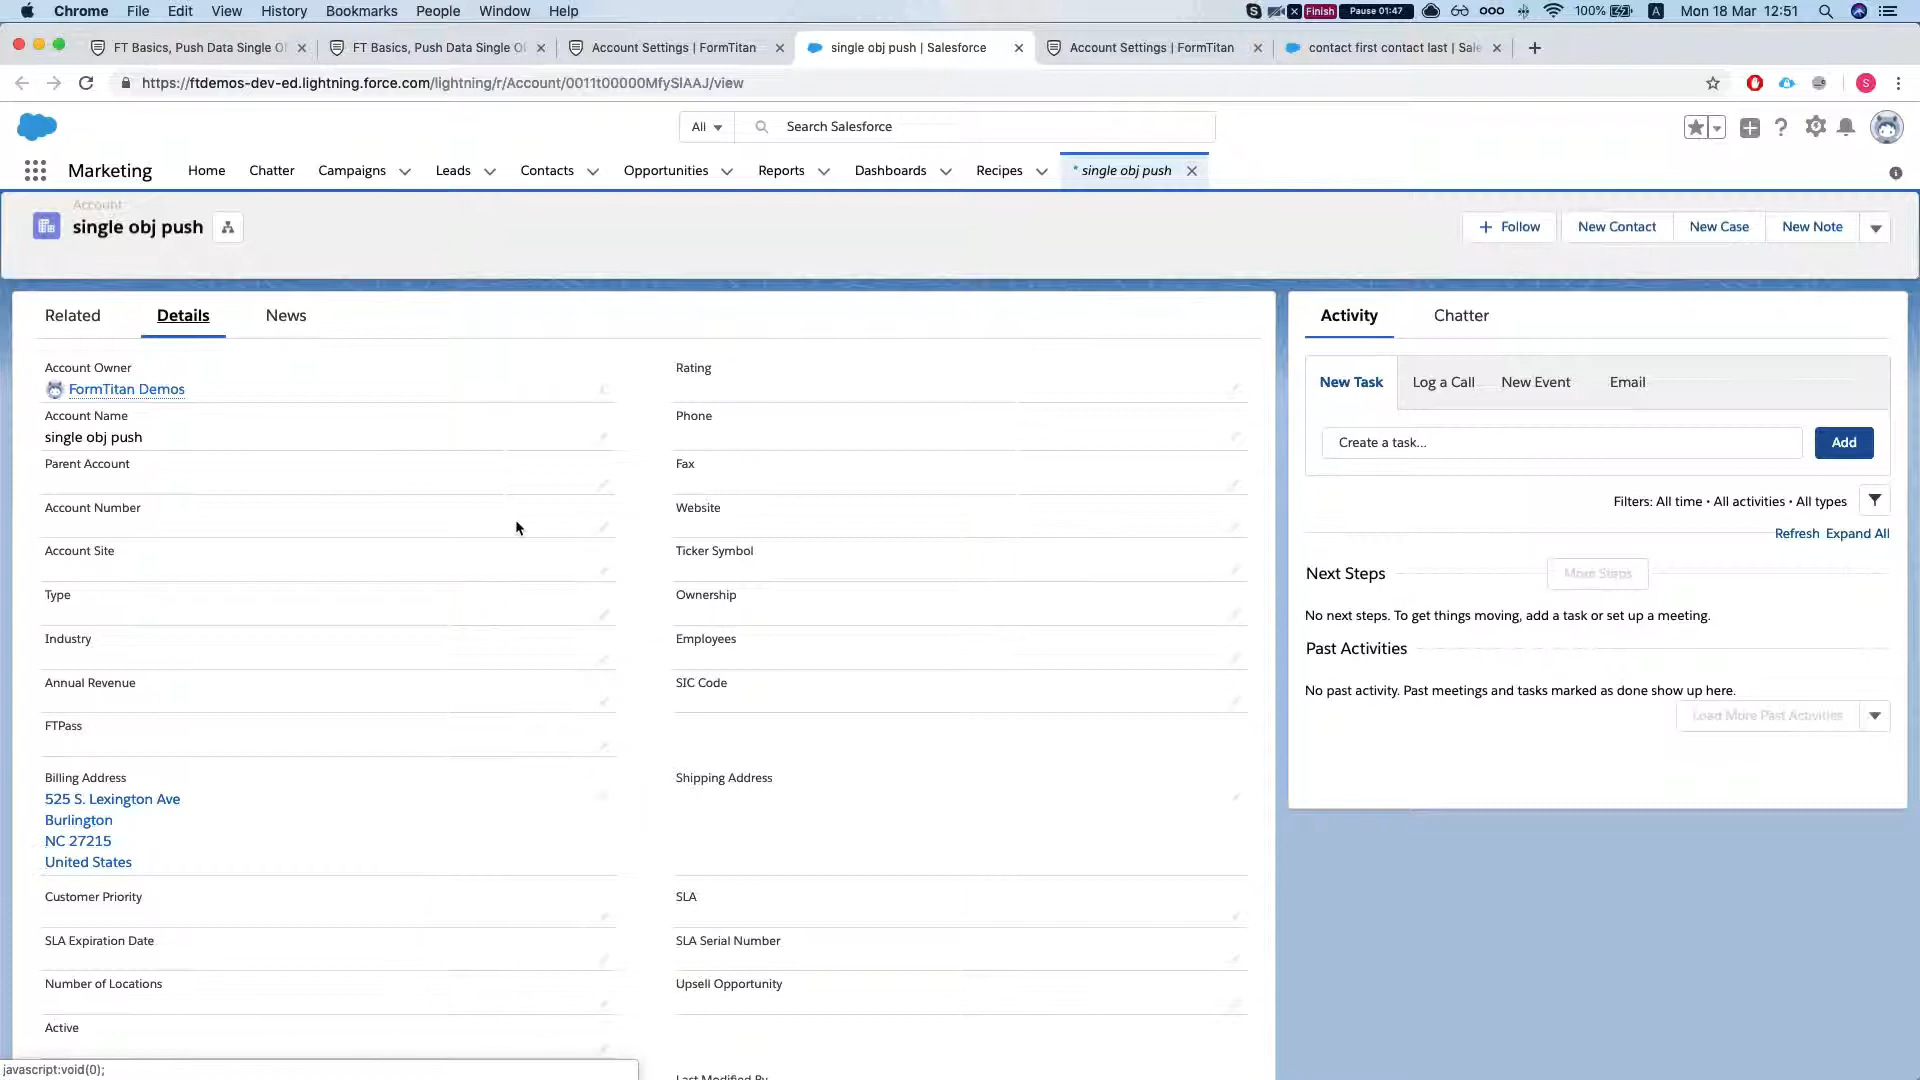 Chrome File Edit View History Bookmarks People Window Help
Finish Pause 01:47 100% A Mon 18 Mar 12:51
FT Basics, Push Data Single O
FT Basics, Push Data Single O
Account Settings | FormTitan
single obj push | Salesforce
Account Settings | FormTitan
contact first contact last | Sale
https://ftdemos-dev-ed.lightning.force.com/lightning/r/Account/0011t00000MfySlAAJ/view
S
All Search Salesforce
Marketing Home Chatter Campaigns Leads Contacts Opportunities Reports Dashboards Recipes * single obj push
Account
single obj push
Follow New Contact New Case New Note
Related Details News
Account Owner
FormTitan Demos
Rating
Account Name
single obj push
Phone
Parent Account
Fax
Account Number
Website
Account Site
Ticker Symbol
Type
Ownership
Industry
Employees
Annual Revenue
SIC Code
FTPass
Billing Address
525 S. Lexington Ave
Burlington
NC 27215
United States
Shipping Address
Customer Priority
SLA
SLA Expiration Date
SLA Serial Number
Number of Locations
Upsell Opportunity
Active
Last Modified By
Activity Chatter
New Task Log a Call New Event Email
Create a task... Add
Filters: All time • All activities • All types
Refresh Expand All
Next Steps More Steps
No next steps. To get things moving, add a task or set up a meeting.
Past Activities
No past activity. Past meetings and tasks marked as done show up here.
Load More Past Activities
javascript:void(0);